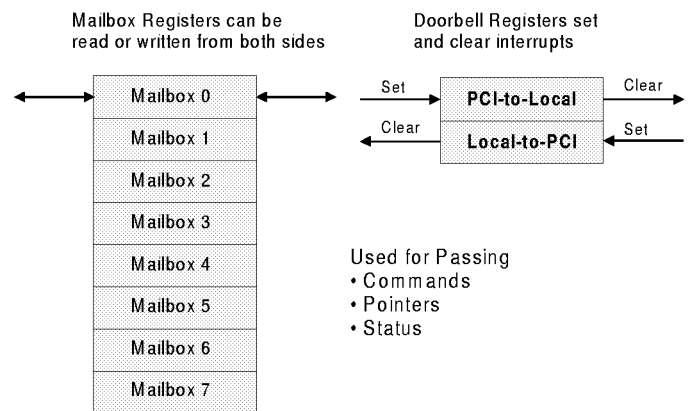 Mailbox Registers can be
read or written from both sides
Doorbell Registers set
and clear interrupts
Mailbox 0
Mailbox 1
Mailbox 2
Mailbox 3
Mailbox 4
Mailbox 5
Mailbox 6
Mailbox 7
Set
PCI-to-Local
Clear
Clear
Local-to-PCI
Set
Used for Passing
• Commands
• Pointers
• Status